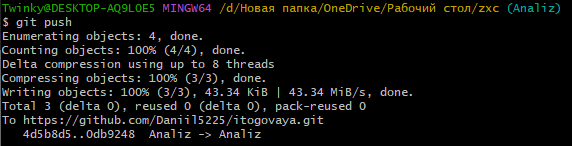 Twinky@DESKTOP-AQ9LOE5 MINGW64 /d/Новая папка/OneDrive/Рабочий стол/zxc (Analiz)
$ git push
Enumerating objects: 4, done.
Counting objects: 100% (4/4), done.
Delta compression using up to 8 threads
Compressing objects: 100% (3/3), done.
Writing objects: 100% (3/3), 43.34 KiB | 43.34 MiB/s, done.
Total 3 (delta 0), reused 0 (delta 0), pack-reused 0
To https://github.com/Daniil5225/itogovaya.git
   4d5b8d5..0db9248  Analiz -> Analiz